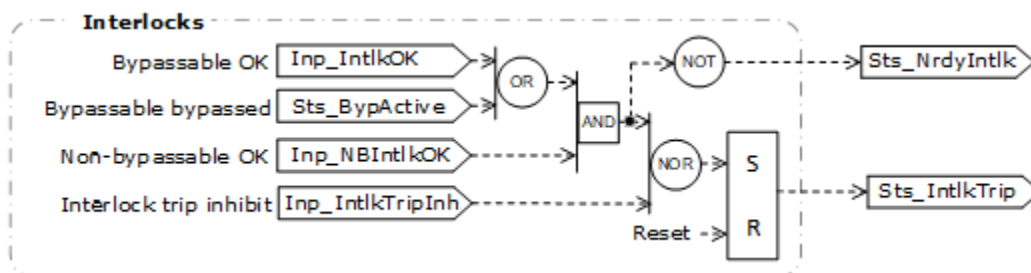 Interlocks
Bypassable OK Inp_IntlkOK OR NOT Sts_NrdyIntlk
Bypassable bypassed Sts_BypActive AND
Non-bypassable OK Inp_NBIntlkOK NOR S
Interlock trip inhibit Inp_IntlkTripInh Sts_IntlkTrip
Reset R